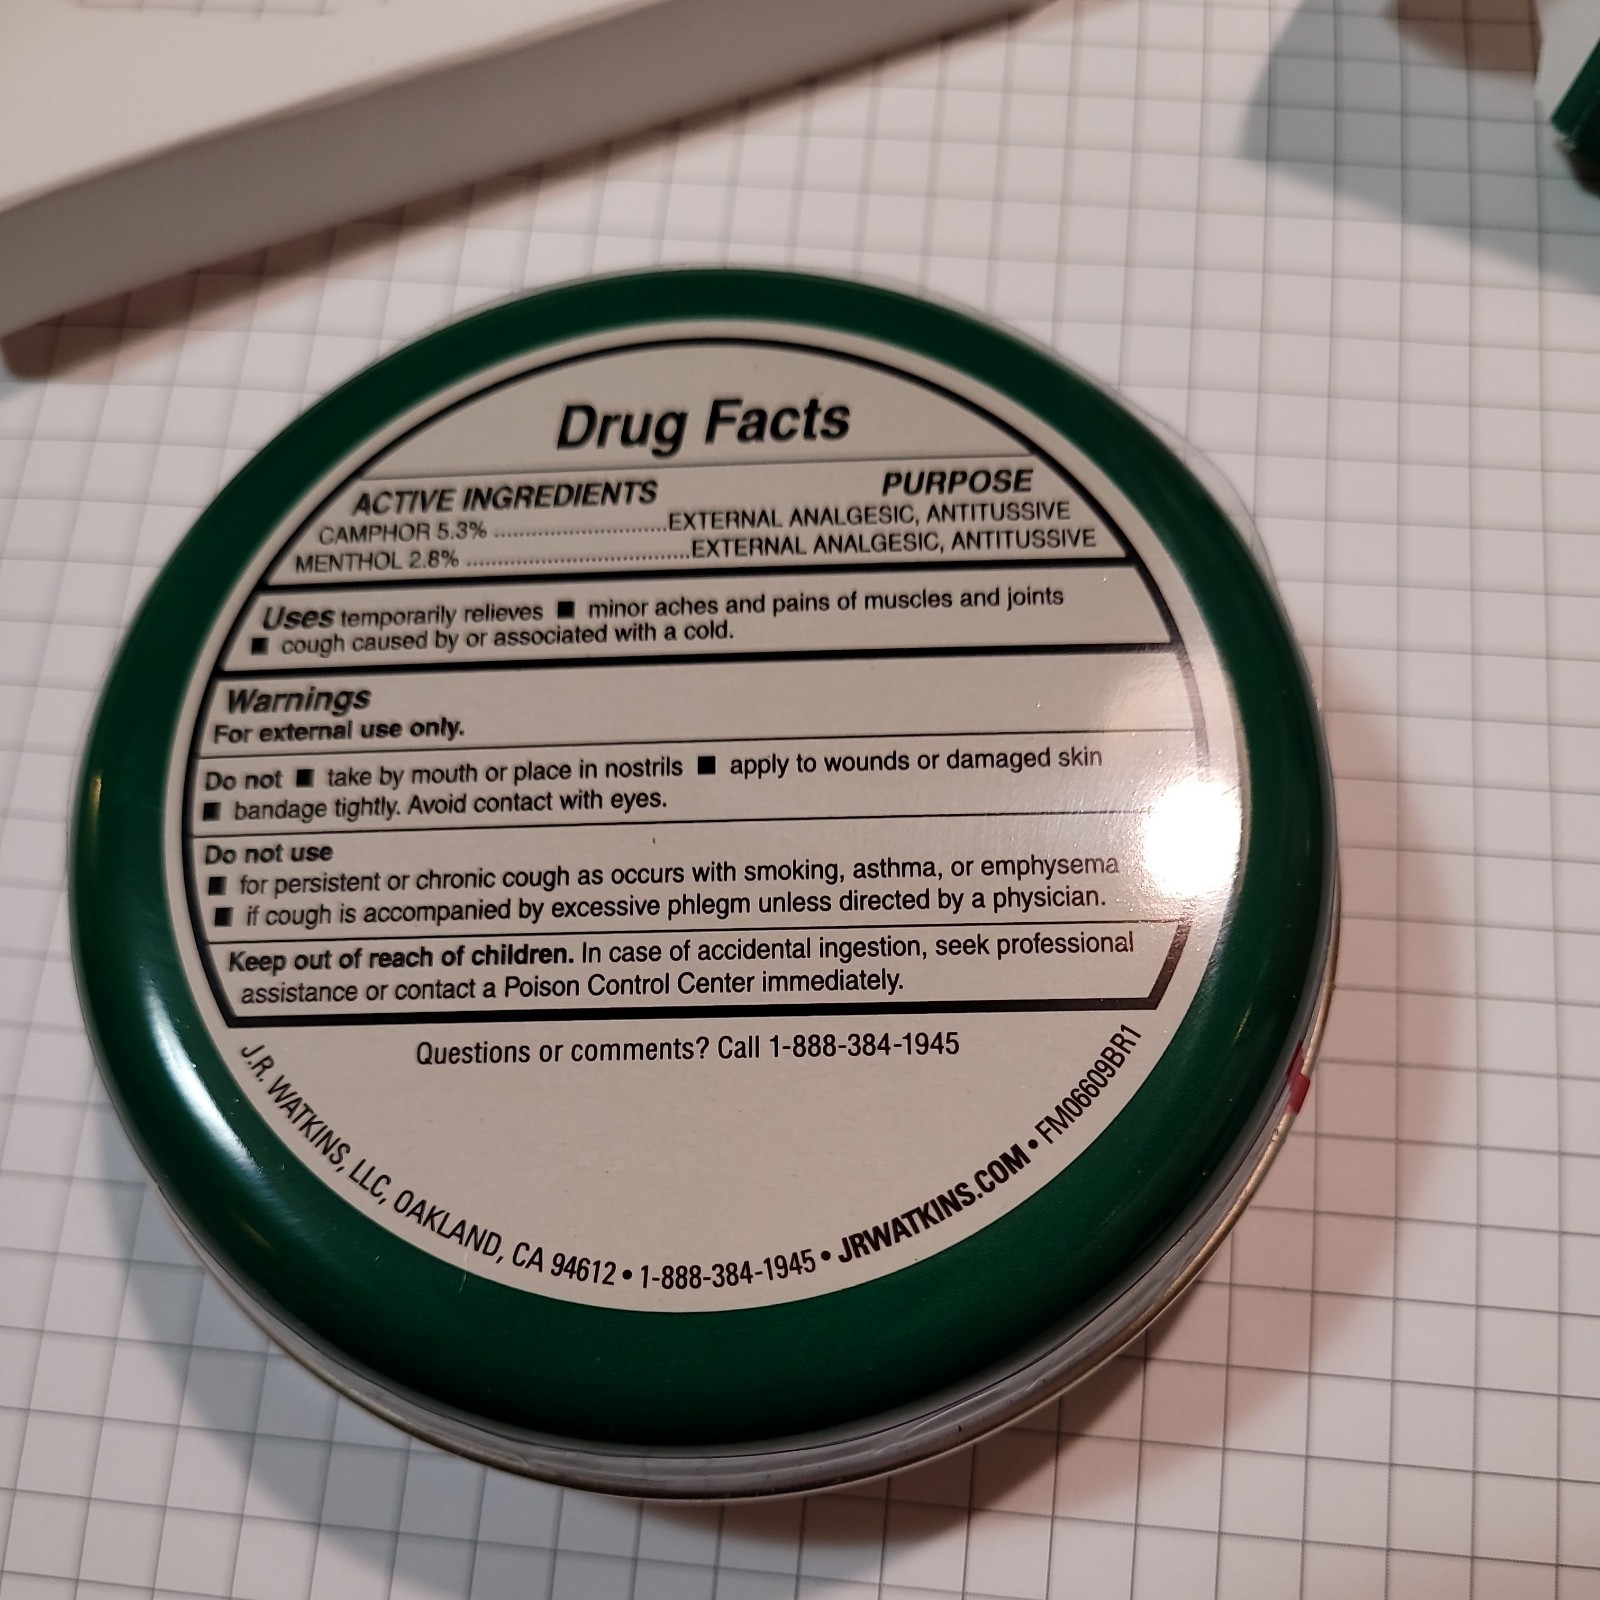 Drug Facts
ACTIVE INGREDIENTS PURPOSE
CAMPHOR 5.3% ............................EXTERNAL ANALGESIC, ANTITUSSIVE
MENTHOL 2.8% ....................................EXTERNAL ANALGESIC, ANTITUSSIVE
Uses temporarily relieves ■ minor aches and pains of muscles and joints
■ cough caused by or associated with a cold.
Warnings
For external use only.
Do not ■ take by mouth or place in nostrils ■ apply to wounds or damaged skin
■ bandage tightly. Avoid contact with eyes.
Do not use
■ for persistent or chronic cough as occurs with smoking, asthma, or emphysema
■ if cough is accompanied by excessive phlegm unless directed by a physician.
Keep out of reach of children. In case of accidental ingestion, seek professional
assistance or contact a Poison Control Center immediately.
Questions or comments? Call 1-888-384-1945
J.R. WATKINS, LLC, OAKLAND, CA 94612 • 1-888-384-1945 • JRWATKINS.COM • FM06609BR1